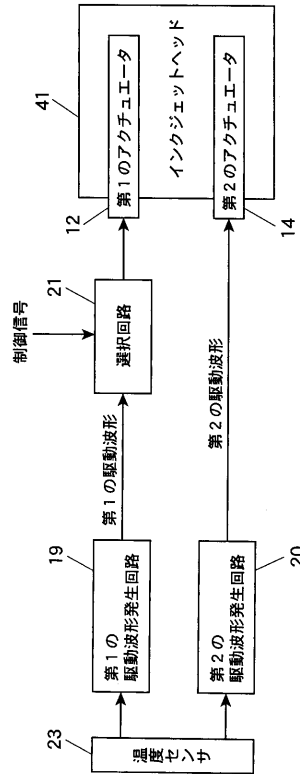 23
温度センサ
19
第1の
駆動波形発生回路
20
第2の
駆動波形発生回路
第1の駆動波形
第2の駆動波形
制御信号
21
選択回路
12
第1のアクチュエータ
41
インクジェットヘッド
14
第2のアクチュエータ